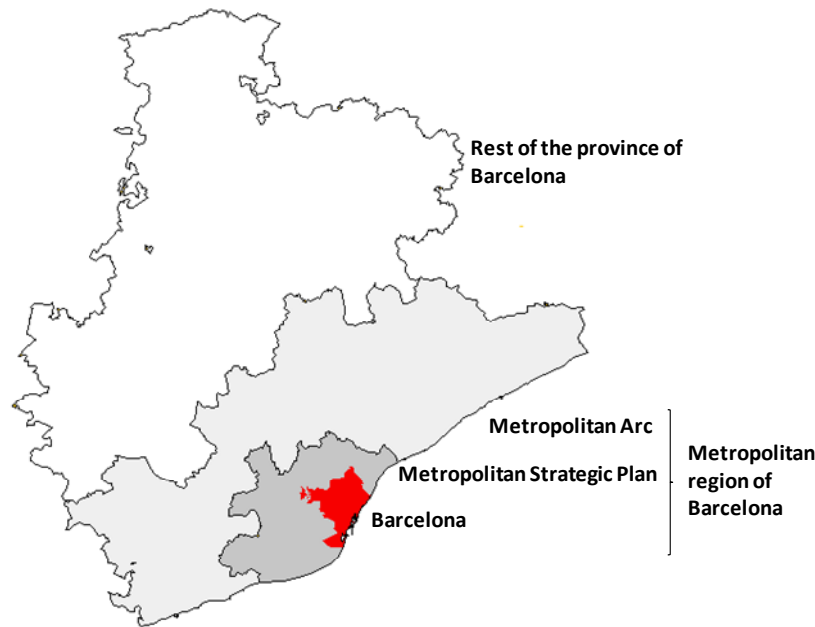 Rest of the province of
Barcelona
Metropolitan Arc
Metropolitan Strategic Plan
Barcelona
Metropolitan
region of
Barcelona